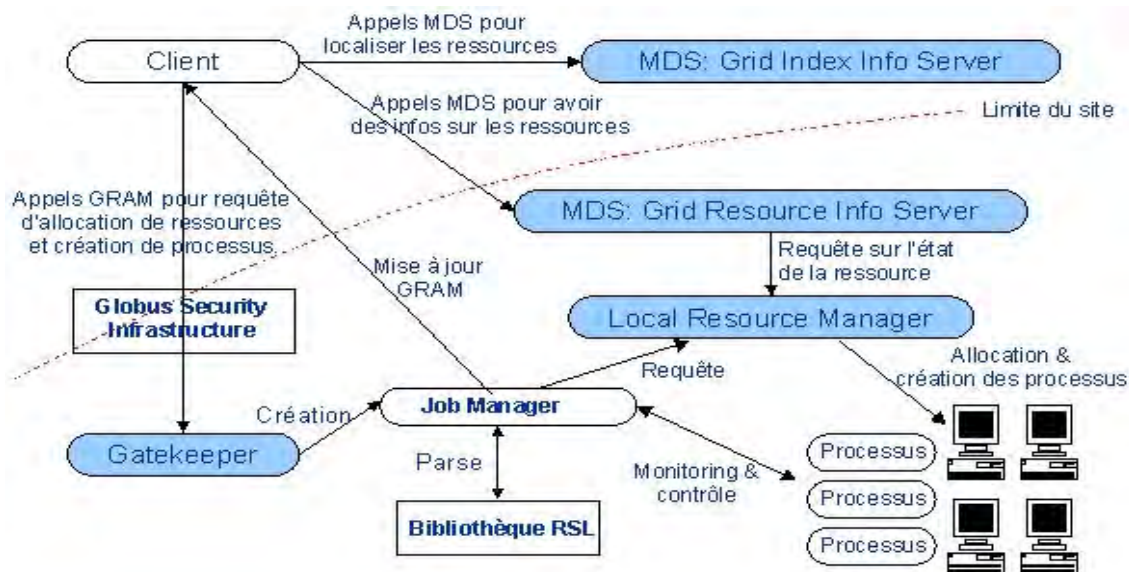 Appels MDS pour
localiser les ressources
Client
MDS: Grid Index Info Server
Appels MDS pour avoir
des infos sur les ressources
Limite du site
Appels GRAM pour requête
d'allocation de ressources
et création de processus
MDS: Grid Resource Info Server
Mise à jour
GRAM
Requête sur l'état
de la ressource
Globus Security
Infrastructure
Local Resource Manager
Allocation &
création des processus
Requête
Job Manager
Création
Gatekeeper
Parse
Monitoring &
contrôle
Bibliothèque RSL
Processus
Processus
Processus